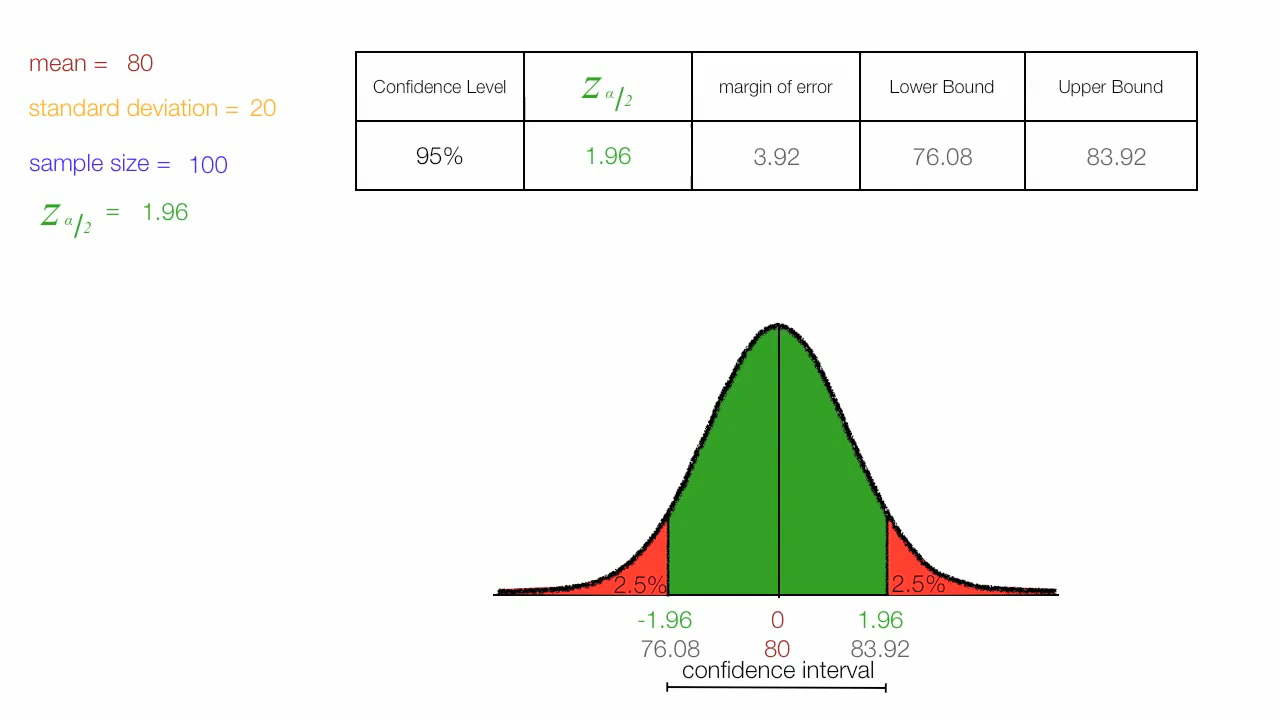 mean = 80
standard deviation = 20
sample size = 100
z α/2 = 1.96
Confidence Level z α/2 margin of error Lower Bound Upper Bound
95% 1.96 3.92 76.08 83.92
2.5% 2.5%
-1.96 0 1.96
76.08 80 83.92
confidence interval